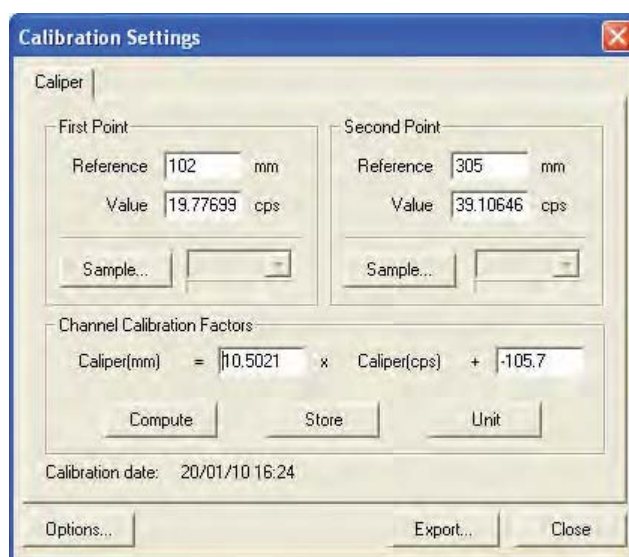 Calibration Settings
Caliper
First Point
Reference 102 mm
Value 19.77699 cps
Sample...
Second Point
Reference 305 mm
Value 39.10646 cps
Sample...
Channel Calibration Factors
Caliper(mm) = 10.5021 x Caliper(cps) + -105.7
Compute Store Unit
Calibration date: 20/01/10 16:24
Options... Export... Close